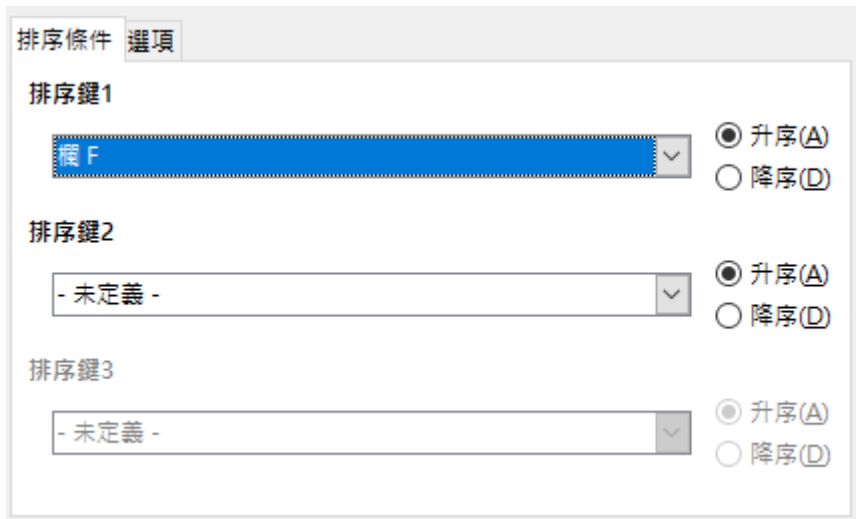 排序條件 選項
排序鍵1
欄 F
升序(A)
降序(D)
排序鍵2
- 未定義 -
升序(A)
降序(D)
排序鍵3
- 未定義 -
升序(A)
降序(D)